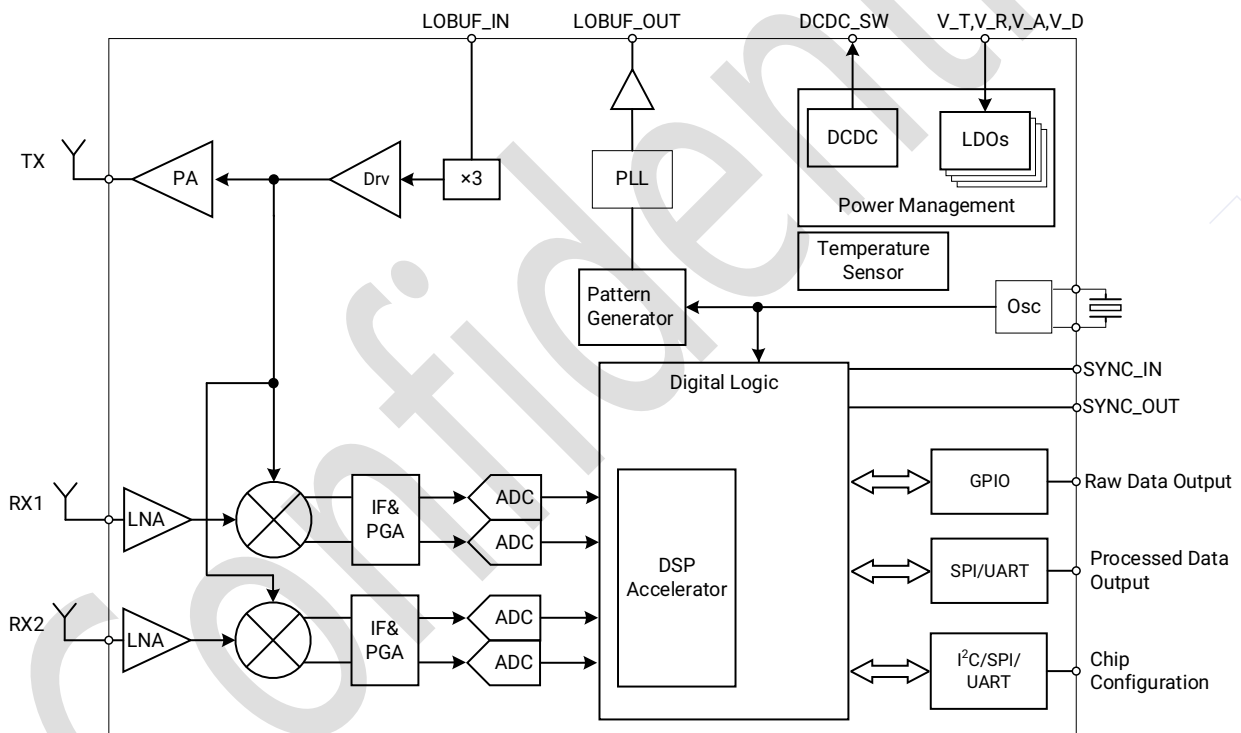 LOBUF_IN
LOBUF_OUT
DCDC_SW
V_T,V_R,V_A,V_D
TX
PA
Drv
×3
PLL
DCDC
LDOs
Power Management
Temperature
Sensor
Pattern
Generator
Osc
Digital Logic
SYNC_IN
SYNC_OUT
RX1
LNA
IF&
PGA
ADC
ADC
DSP
Accelerator
GPIO
Raw Data Output
SPI/UART
Processed Data
Output
RX2
LNA
IF&
PGA
ADC
ADC
I²C/SPI/
UART
Chip
Configuration
Confidenti